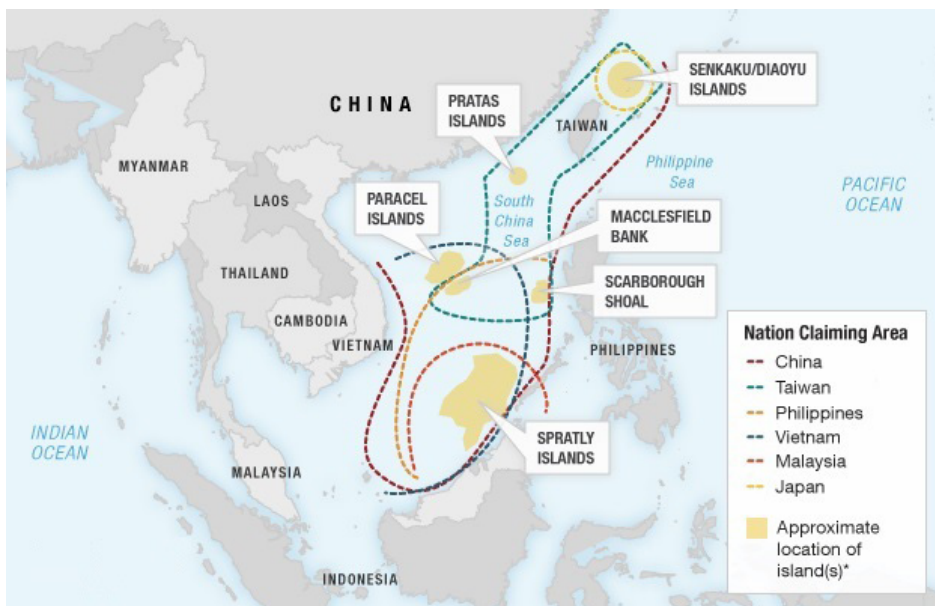 SENKAKU/DIAOYU
ISLANDS
CHINA
PRATAS
ISLANDS
TAIWAN
MYANMAR
Philippine
Sea
PACIFIC
OCEAN
LAOS
PARACEL
ISLANDS
South
China
Sea
MACCLESFIELD
BANK
THAILAND
SCARBOROUGH
SHOAL
CAMBODIA
VIETNAM
PHILIPPINES
Nation Claiming Area
China
Taiwan
Philippines
Vietnam
Malaysia
Japan
Approximate
location of
island(s)*
INDIAN
OCEAN
SPRATLY
ISLANDS
MALAYSIA
INDONESIA